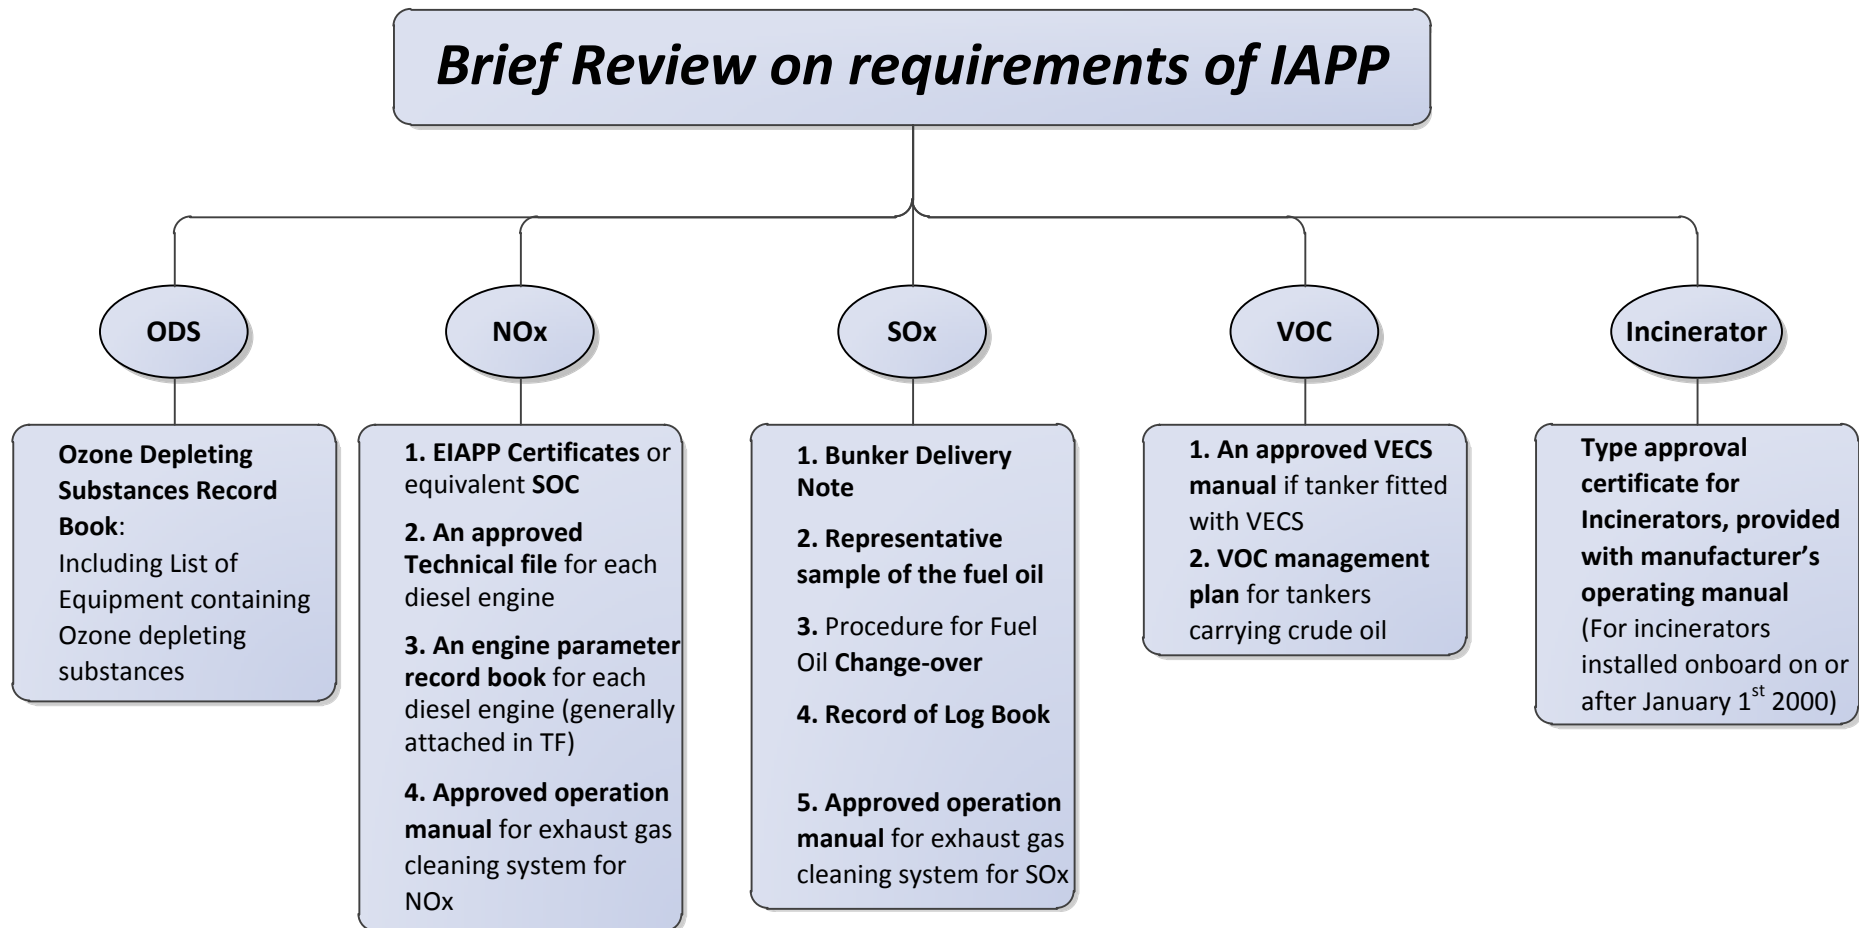 Brief Review on requirements of IAPP
ODS
NOx
SOx
VOC
Incinerator
Ozone Depleting
Substances Record
Book:
Including List of
Equipment containing
Ozone depleting
substances
1. EIAPP Certificates or
equivalent SOC
2. An approved
Technical file for each
diesel engine
3. An engine parameter
record book for each
diesel engine (generally
attached in TF)
4. Approved operation
manual for exhaust gas
cleaning system for
NOx
1. Bunker Delivery
Note
2. Representative
sample of the fuel oil
3. Procedure for Fuel
Oil Change-over
4. Record of Log Book
5. Approved operation
manual for exhaust gas
cleaning system for SOx
1. An approved VECS
manual if tanker fitted
with VECS
2. VOC management
plan for tankers
carrying crude oil
Type approval
certificate for
Incinerators, provided
with manufacturer’s
operating manual
(For incinerators
installed onboard on or
after January 1st 2000)